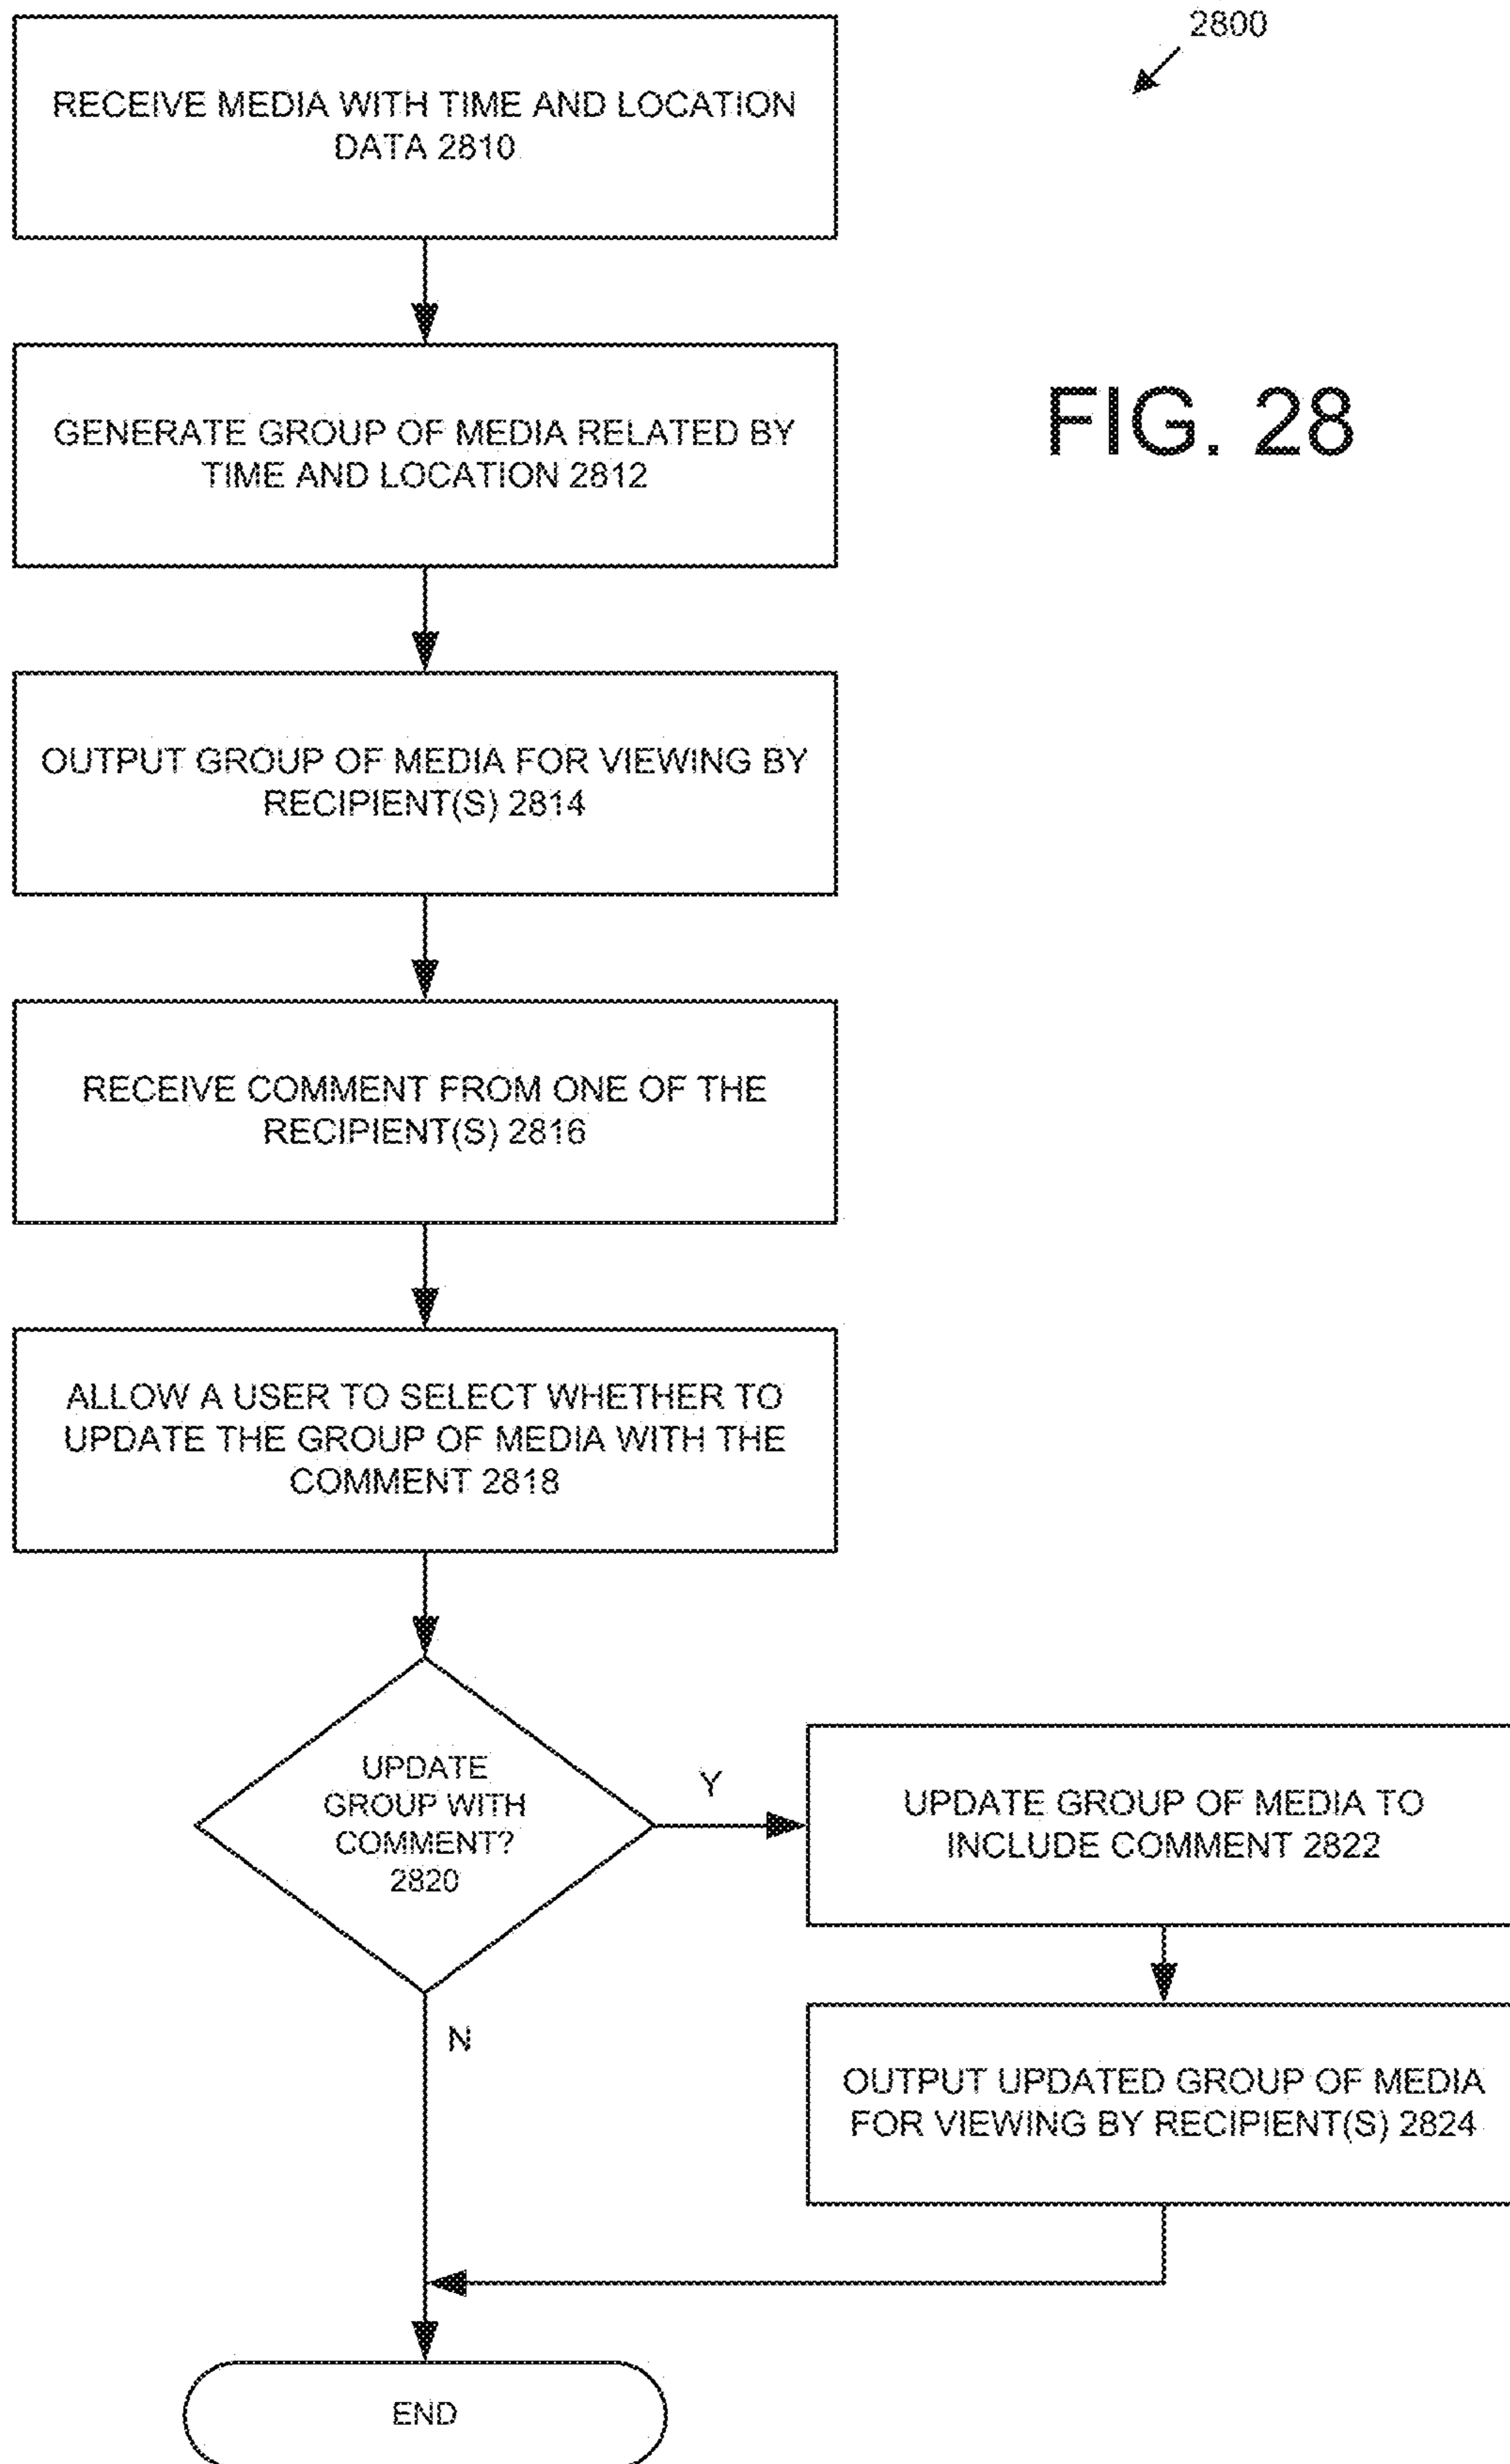 2800
RECEIVE MEDIA WITH TIME AND LOCATION
DATA 2810
FIG. 28
GENERATE GROUP OF MEDIA RELATED BY
TIME AND LOCATION 2812
OUTPUT GROUP OF MEDIA FOR VIEWING BY
RECIPIENT(S) 2814
RECEIVE COMMENT FROM ONE OF THE
RECIPIENT(S) 2816
ALLOW A USER TO SELECT WHETHER TO
UPDATE THE GROUP OF MEDIA WITH THE
COMMENT 2818
UPDATE
GROUP WITH
COMMENT?
2820
Y
UPDATE GROUP OF MEDIA TO
INCLUDE COMMENT 2822
N
OUTPUT UPDATED GROUP OF MEDIA
FOR VIEWING BY RECIPIENT(S) 2824
END